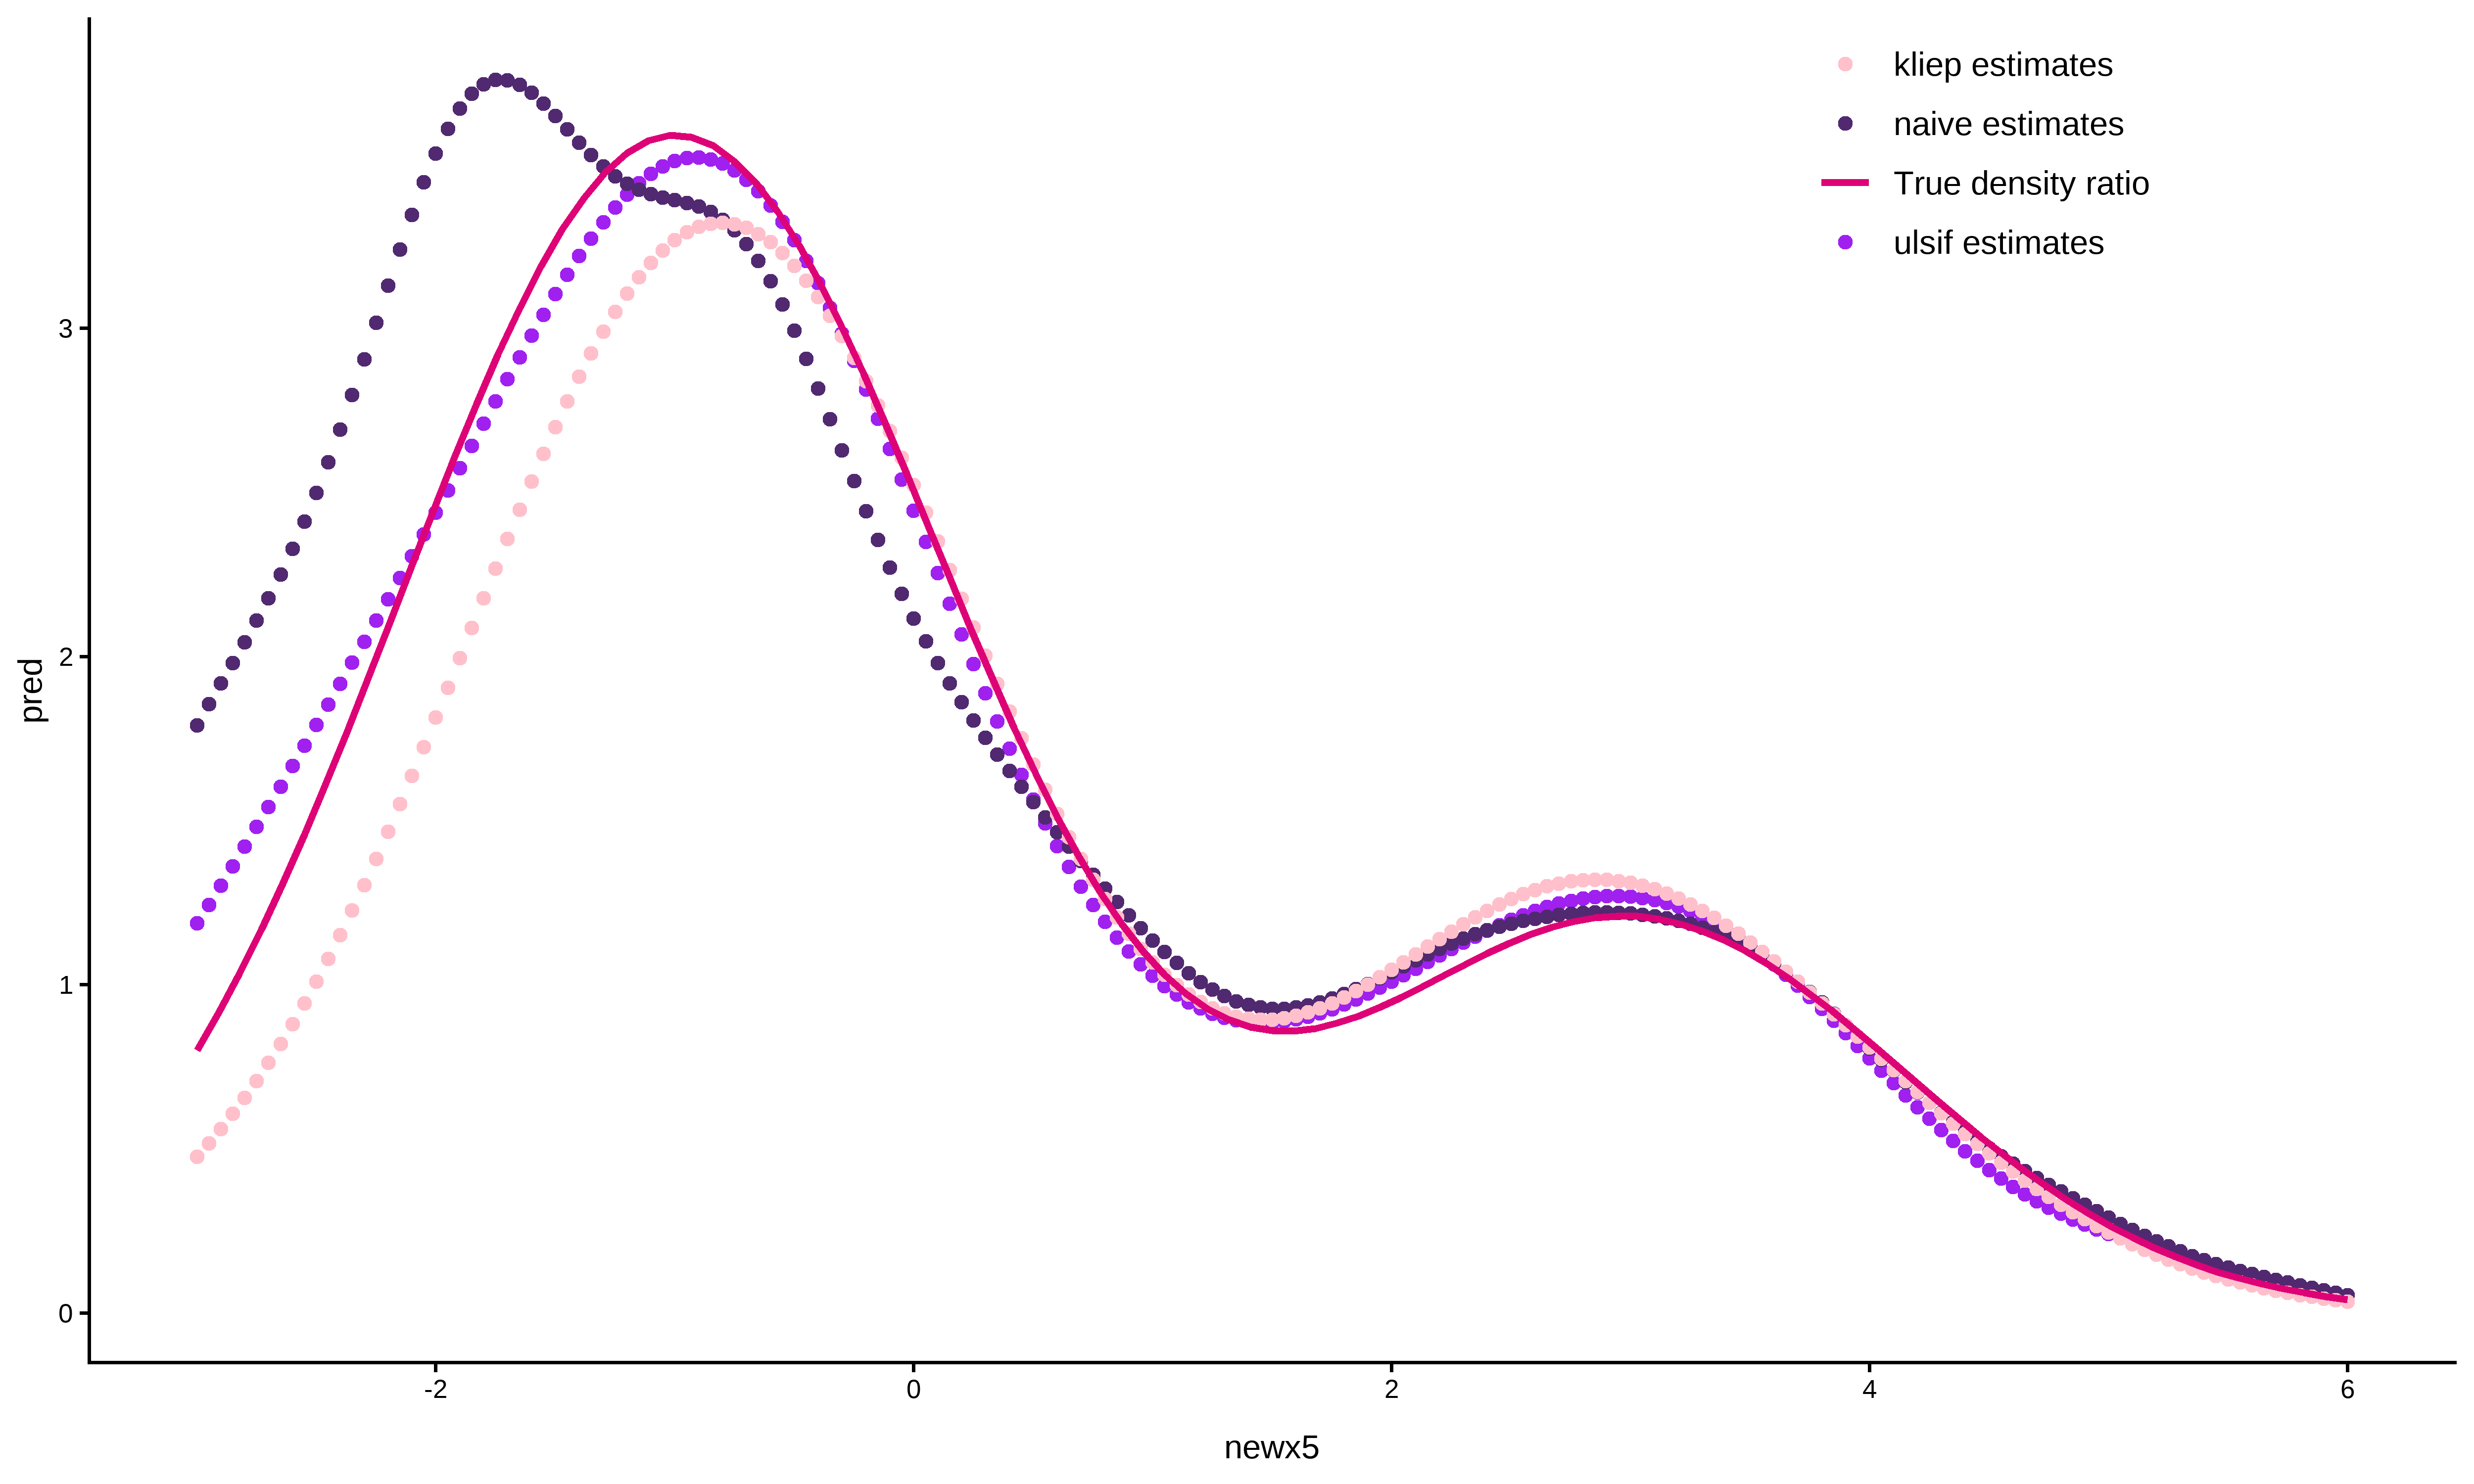 kliep estimates
naive estimates
True density ratio
ulsif estimates
3
2
1
0
pred
-2
0
2
4
6
newx5